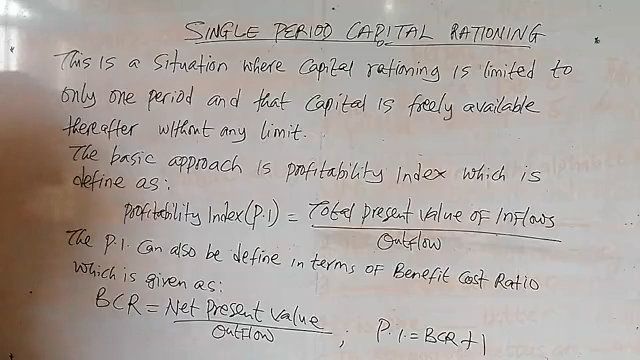 SINGLE PERIOD CAPITAL RATIONING
This is a situation where capital rationing is limited to
only one period and that capital is freely available
thereafter without any limit.
The basic approach is profitability Index which is
define as:
profitability Index(P.I) = Total present value of Inflows
Outflow
The P.I. Can also be define in terms of Benefit Cost Ratio
which is given as:
BCR = Net present value
Outflow
; P.I. = BCR + 1